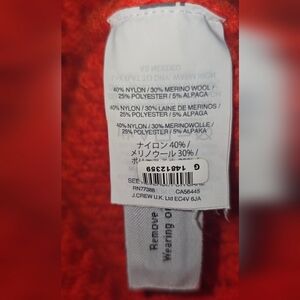 40% NYLON / 30% MERINO WOOL /
25% POLYESTER / 5% ALPACA
40% NYLON / 30% LAINE DE MERINOS /
25% POLYESTER / 5% ALPAGA
40% NYLON / 30% MERINOWOLLE /
25% POLYESTER / 5% ALPAKA
ナイロン 40% /
メリノウール 30% /
G 14812359
SEE
RN77388 CA56445
J.CREW U.K. Ltd EC4V 6JA
Remove
Wearing